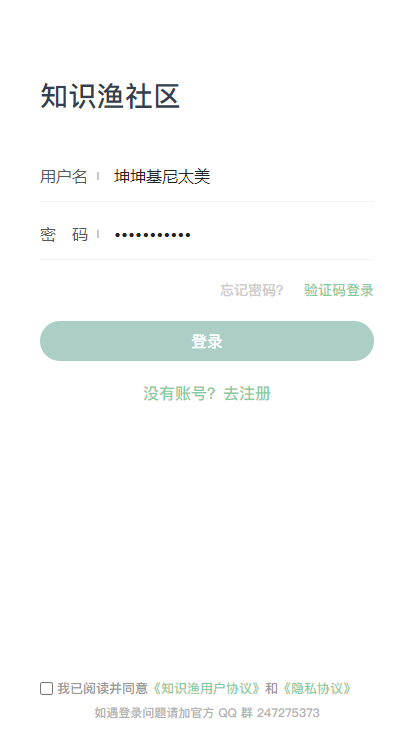 知识渔社区
用户名 坤坤基尼太美
密 码 •••••••••••
忘记密码? 验证码登录
登录
没有账号? 去注册
我已阅读并同意《知识渔用户协议》和《隐私协议》
如遇登录问题请加官方 QQ 群 247275373